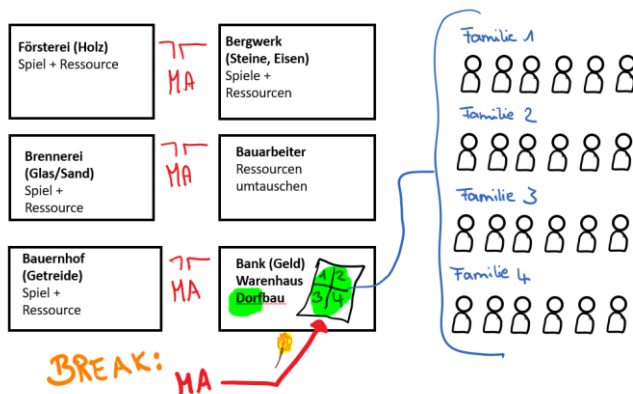 Försterei (Holz)
Spiel + Ressource
MA
Bergwerk
(Steine, Eisen)
Spiele +
Ressourcen
Brennerei
(Glas/Sand)
Spiel +
Ressource
MA
Bauarbeiter
Ressourcen
umtauschen
Bauernhof
(Getreide)
Spiel +
Ressource
MA
Bank (Geld)
Warenhaus
Dorfbau
1 2
3 4
BREAK:
MA
Familie 1
Familie 2
Familie 3
Familie 4